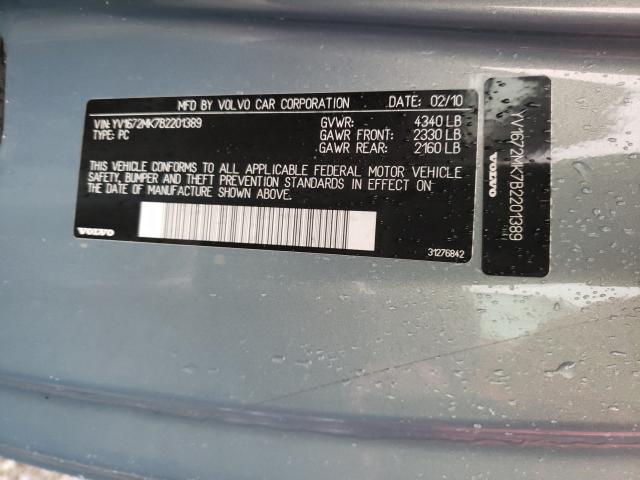 MFD BY VOLVO CAR CORPORATION DATE: 02/10
VIN: YV1672MK7B2201389 GVWR: 4340 LB
TYPE: PC GAWR FRONT: 2330 LB
GAWR REAR: 2160 LB
THIS VEHICLE CONFORMS TO ALL APPLICABLE FEDERAL MOTOR VEHICLE
SAFETY, BUMPER AND THEFT PREVENTION STANDARDS IN EFFECT ON
THE DATE OF MANUFACTURE SHOWN ABOVE.
VOLVO
31276842
YV1672MK7B2201389
VOLVO